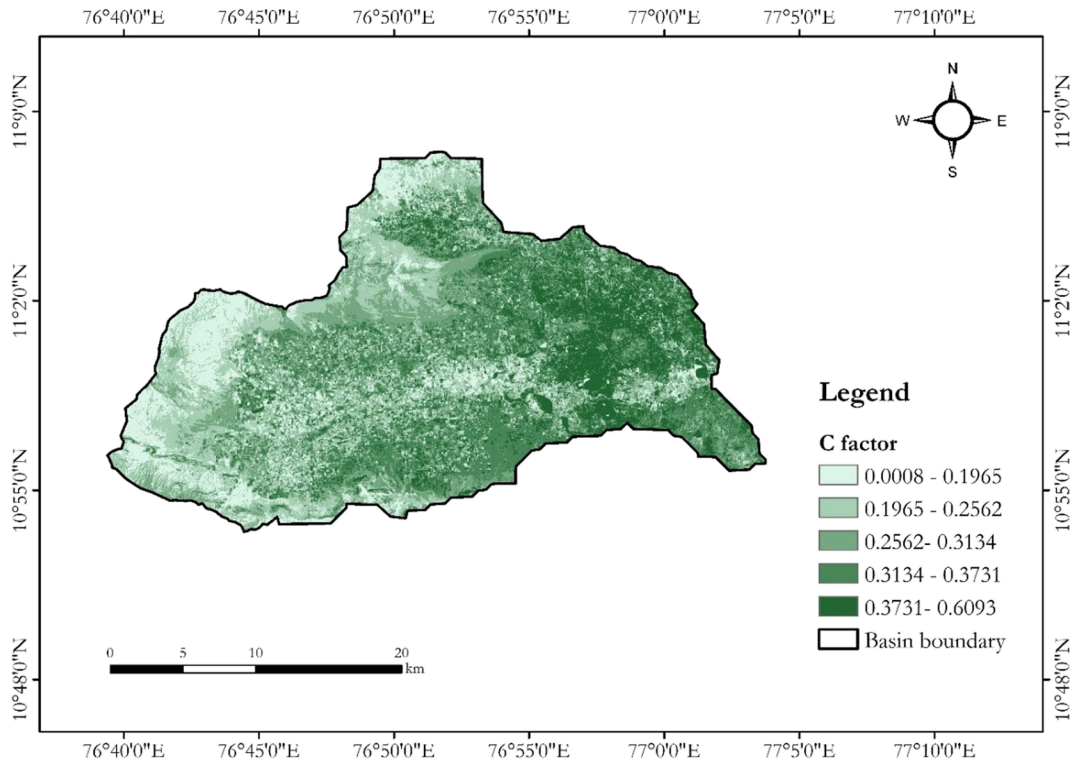 76°40'0"E 76°45'0"E 76°50'0"E 76°55'0"E 77°0'0"E 77°5'0"E 77°10'0"E
N
W E
S
11°9'0"N 11°9'0"N
11°2'0"N 11°2'0"N
10°55'0"N 10°55'0"N
10°48'0"N 10°48'0"N
Legend
C factor
0.0008 - 0.1965
0.1965 - 0.2562
0.2562- 0.3134
0.3134 - 0.3731
0.3731- 0.6093
Basin boundary
0 5 10 20
km
76°40'0"E 76°45'0"E 76°50'0"E 76°55'0"E 77°0'0"E 77°5'0"E 77°10'0"E